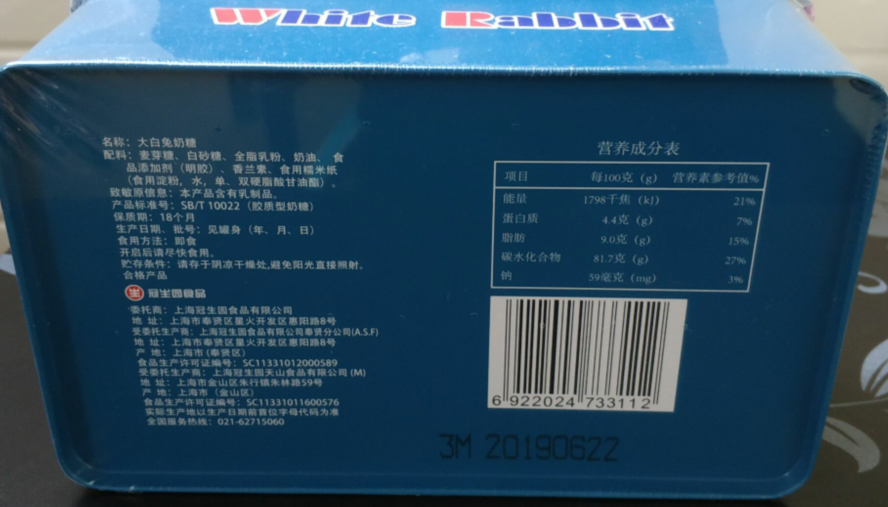 White Rabbit
名称：大白兔奶糖
配料：麦芽糖、白砂糖、全脂乳粉、奶油、食
品添加剂（明胶）、香兰素、食用糯米纸
（食用淀粉，水，单、双硬脂酸甘油酯）、
致敏原信息：本产品含有乳制品。
产品标准号：SB/T 10022（胶质型奶糖）
保质期：18个月
生产日期、批号：见罐身（年、月、日）
食用方法：即食
开启后请尽快食用。
贮存条件：请存于阴凉干燥处,避免阳光直接照射.
合格产品
冠生园食品
委托商：上海冠生园食品有限公司
地 址：上海市奉贤区星火开发区惠阳路8号
受委托生产商：上海冠生园食品有限公司奉贤分公司(A.S.F)
地 址：上海市奉贤区星火开发区惠阳路8号
产 地：上海市(奉贤区)
食品生产许可证编号：SC11331012000589
受委托生产商：上海冠生园天山食品有限公司 (M)
地 址：上海市金山区朱行镇朱林路59号
产 地：上海市（金山区）
食品生产许可证编号：SC11331011600576
实际生产地以生产日期前首位字母代码为准
全国服务热线：021-62715060
营养成分表
项目 每100克（g） 营养素参考值%
能量 1798千焦（kJ） 21%
蛋白质 4.4克（g） 7%
脂肪 9.0克（g） 15%
碳水化合物 81.7克（g） 27%
钠 59毫克（mg） 3%
6 922024 733112
3M 20190622